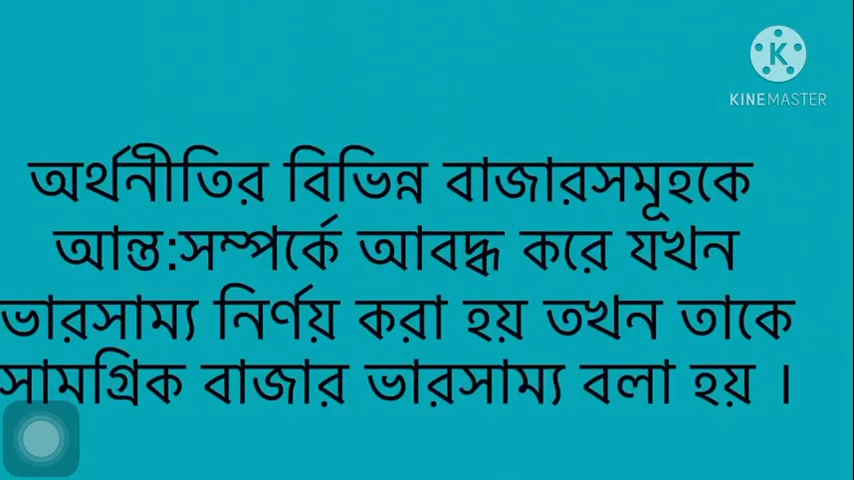 K
KINEMASTER
অর্থনীতির বিভিন্ন বাজারসমূহকে
আন্ত:সম্পর্কে আবদ্ধ করে যখন
ভারসাম্য নির্ণয় করা হয় তখন তাকে
সামগ্রিক বাজার ভারসাম্য বলা হয় ।